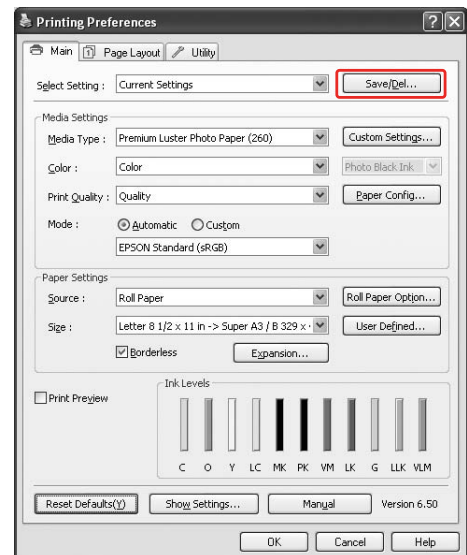 Printing Preferences
Main Page Layout Utility
Select Setting : Current Settings Save/Del...
Media Settings
Media Type : Premium Luster Photo Paper (260) Custom Settings...
Color : Color Photo Black Ink
Print Quality : Quality Paper Config...
Mode : Automatic Custom
EPSON Standard (sRGB)
Paper Settings
Source : Roll Paper Roll Paper Option...
Size : Letter 8 1/2 x 11 in -> Super A3 / B 329 x User Defined...
Borderless Expansion...
Print Preview
Ink Levels
C O Y LC MK PK VM LK G LLK VLM
Reset Defaults(Y) Show Settings... Manual Version 6.50
OK Cancel Help